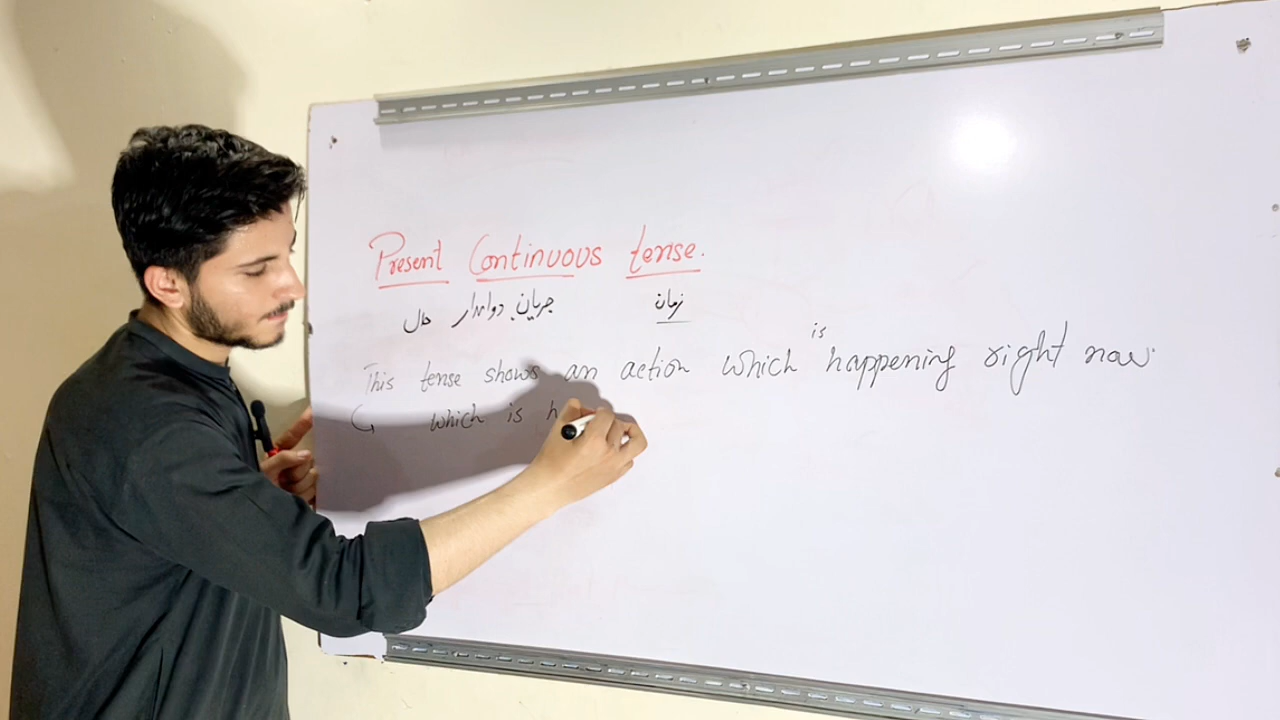 Present Continuous tense.
حال جریان، دوامدار زمان
This tense shows an action which is happening right now.
which is h